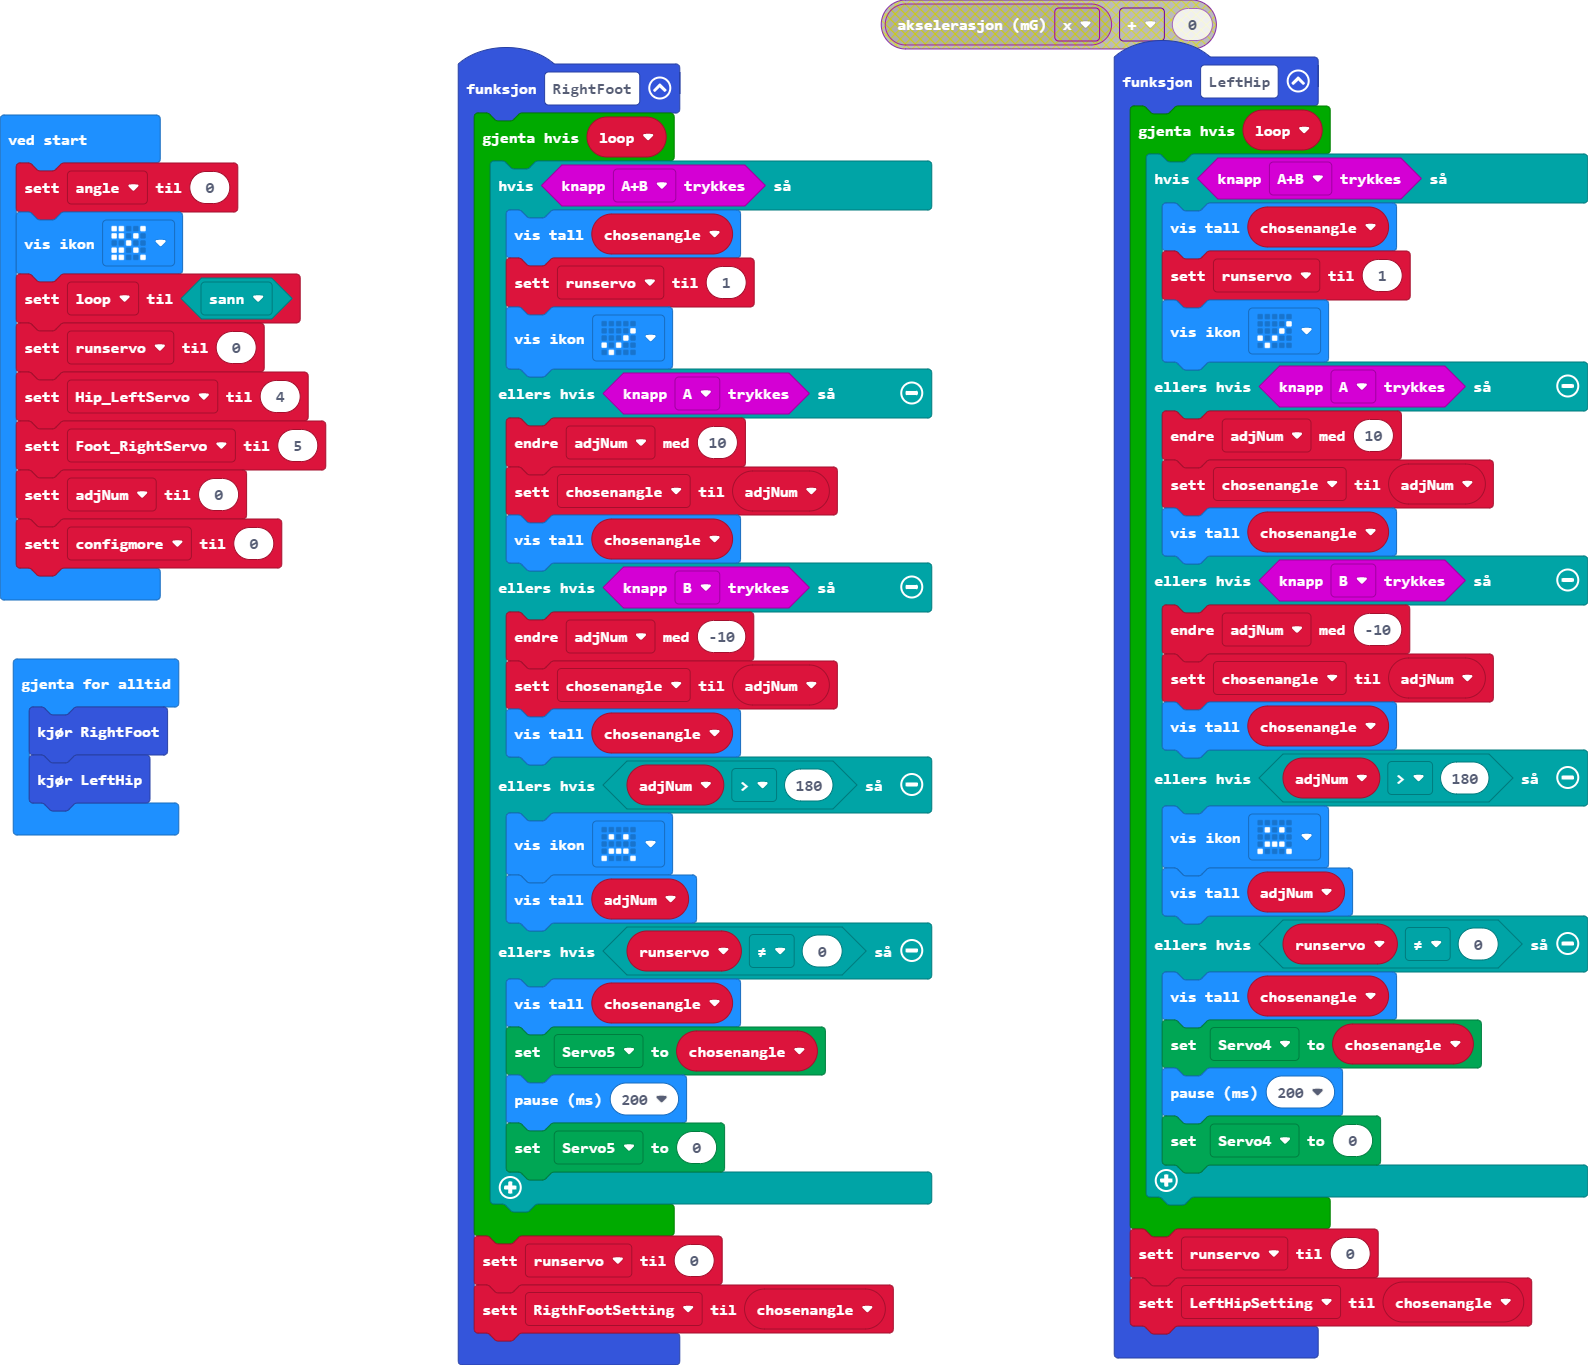 akselerasjon (mG) x + 0
ved start
sett angle til 0
vis ikon
sett loop til sann
sett runservo til 0
sett Hip_LeftServo til 4
sett Foot_RightServo til 5
sett adjNum til 0
sett configmore til 0
gjenta for alltid
kjør RightFoot
kjør LeftHip
funksjon RightFoot
gjenta hvis loop
hvis knapp A+B trykkes så
vis tall chosenangle
sett runservo til 1
vis ikon
ellers hvis knapp A trykkes så
endre adjNum med 10
sett chosenangle til adjNum
vis tall chosenangle
ellers hvis knapp B trykkes så
endre adjNum med -10
sett chosenangle til adjNum
vis tall chosenangle
ellers hvis adjNum > 180 så
vis ikon
vis tall adjNum
ellers hvis runservo ≠ 0 så
vis tall chosenangle
set Servo5 to chosenangle
pause (ms) 200
set Servo5 to 0
sett runservo til 0
sett RigthFootSetting til chosenangle
funksjon LeftHip
gjenta hvis loop
hvis knapp A+B trykkes så
vis tall chosenangle
sett runservo til 1
vis ikon
ellers hvis knapp A trykkes så
endre adjNum med 10
sett chosenangle til adjNum
vis tall chosenangle
ellers hvis knapp B trykkes så
endre adjNum med -10
sett chosenangle til adjNum
vis tall chosenangle
ellers hvis adjNum > 180 så
vis ikon
vis tall adjNum
ellers hvis runservo ≠ 0 så
vis tall chosenangle
set Servo4 to chosenangle
pause (ms) 200
set Servo4 to 0
sett runservo til 0
sett LeftHipSetting til chosenangle